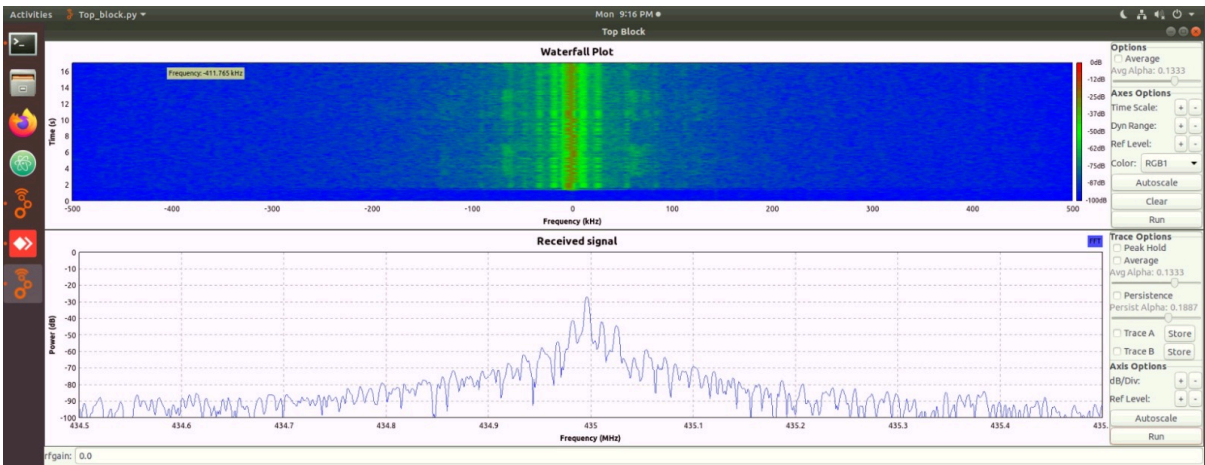 Activities Top_block.py Mon 9:16 PM
Top Block
Waterfall Plot
Frequency: -411.765 kHz
Time (s)
16
14
12
10
8
6
4
2
0
-500 -400 -300 -200 -100 0 100 200 300 400 500
Frequency (kHz)
0dB
-12dB
-25dB
-37dB
-50dB
-62dB
-75dB
-87dB
-100dB
Options
Average
Avg Alpha: 0.1333
Axes Options
Time Scale: + -
Dyn Range: + -
Ref Level: + -
Color: RGB1
Autoscale
Clear
Run
Received signal
FFT
Power (dB)
0
-10
-20
-30
-40
-50
-60
-70
-80
-90
-100
434.5 434.6 434.7 434.8 434.9 435 435.1 435.2 435.3 435.4 435.
Frequency (MHz)
Trace Options
Peak Hold
Average
Avg Alpha: 0.1333
Persistence
Persist Alpha: 0.1887
Trace A Store
Trace B Store
Axis Options
dB/Div: + -
Ref Level: + -
Autoscale
Run
rfgain: 0.0